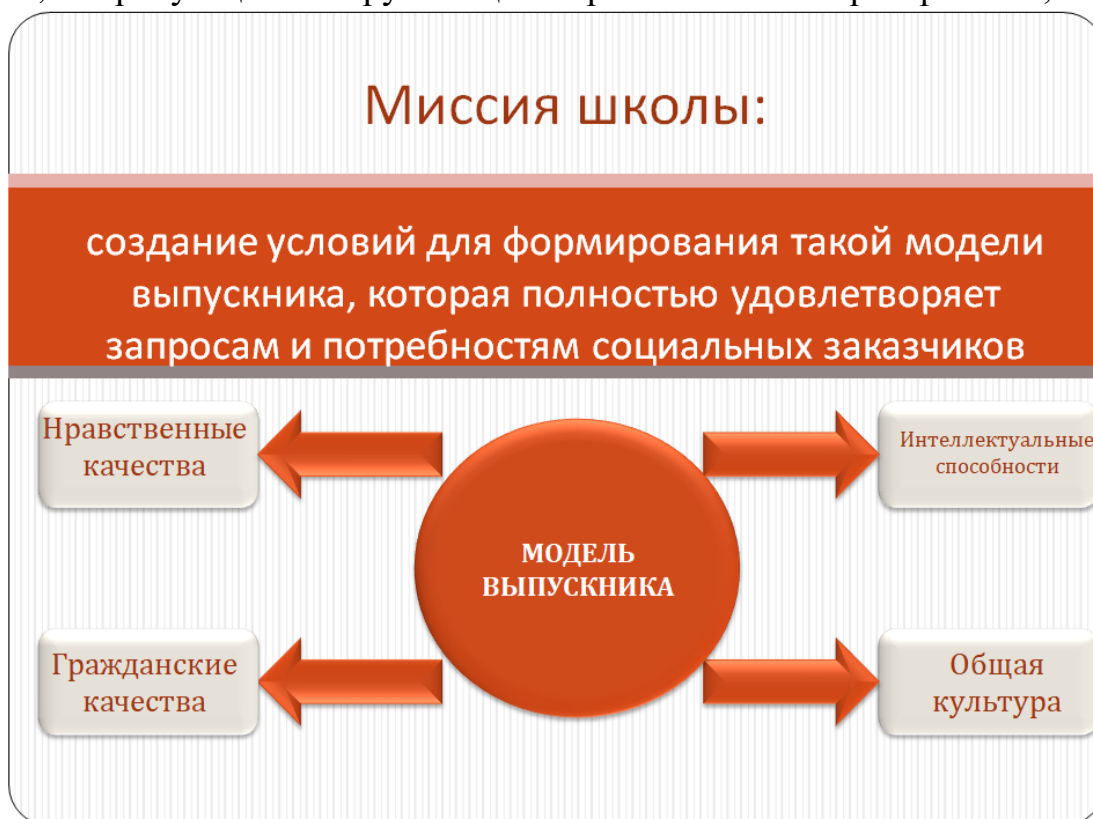 Миссия школы:
создание условий для формирования такой модели
выпускника, которая полностью удовлетворяет
запросам и потребностям социальных заказчиков
Нравственные
качества
Интеллектуальные
способности
МОДЕЛЬ
ВЫПУСКНИКА
Гражданские
качества
Общая
культура